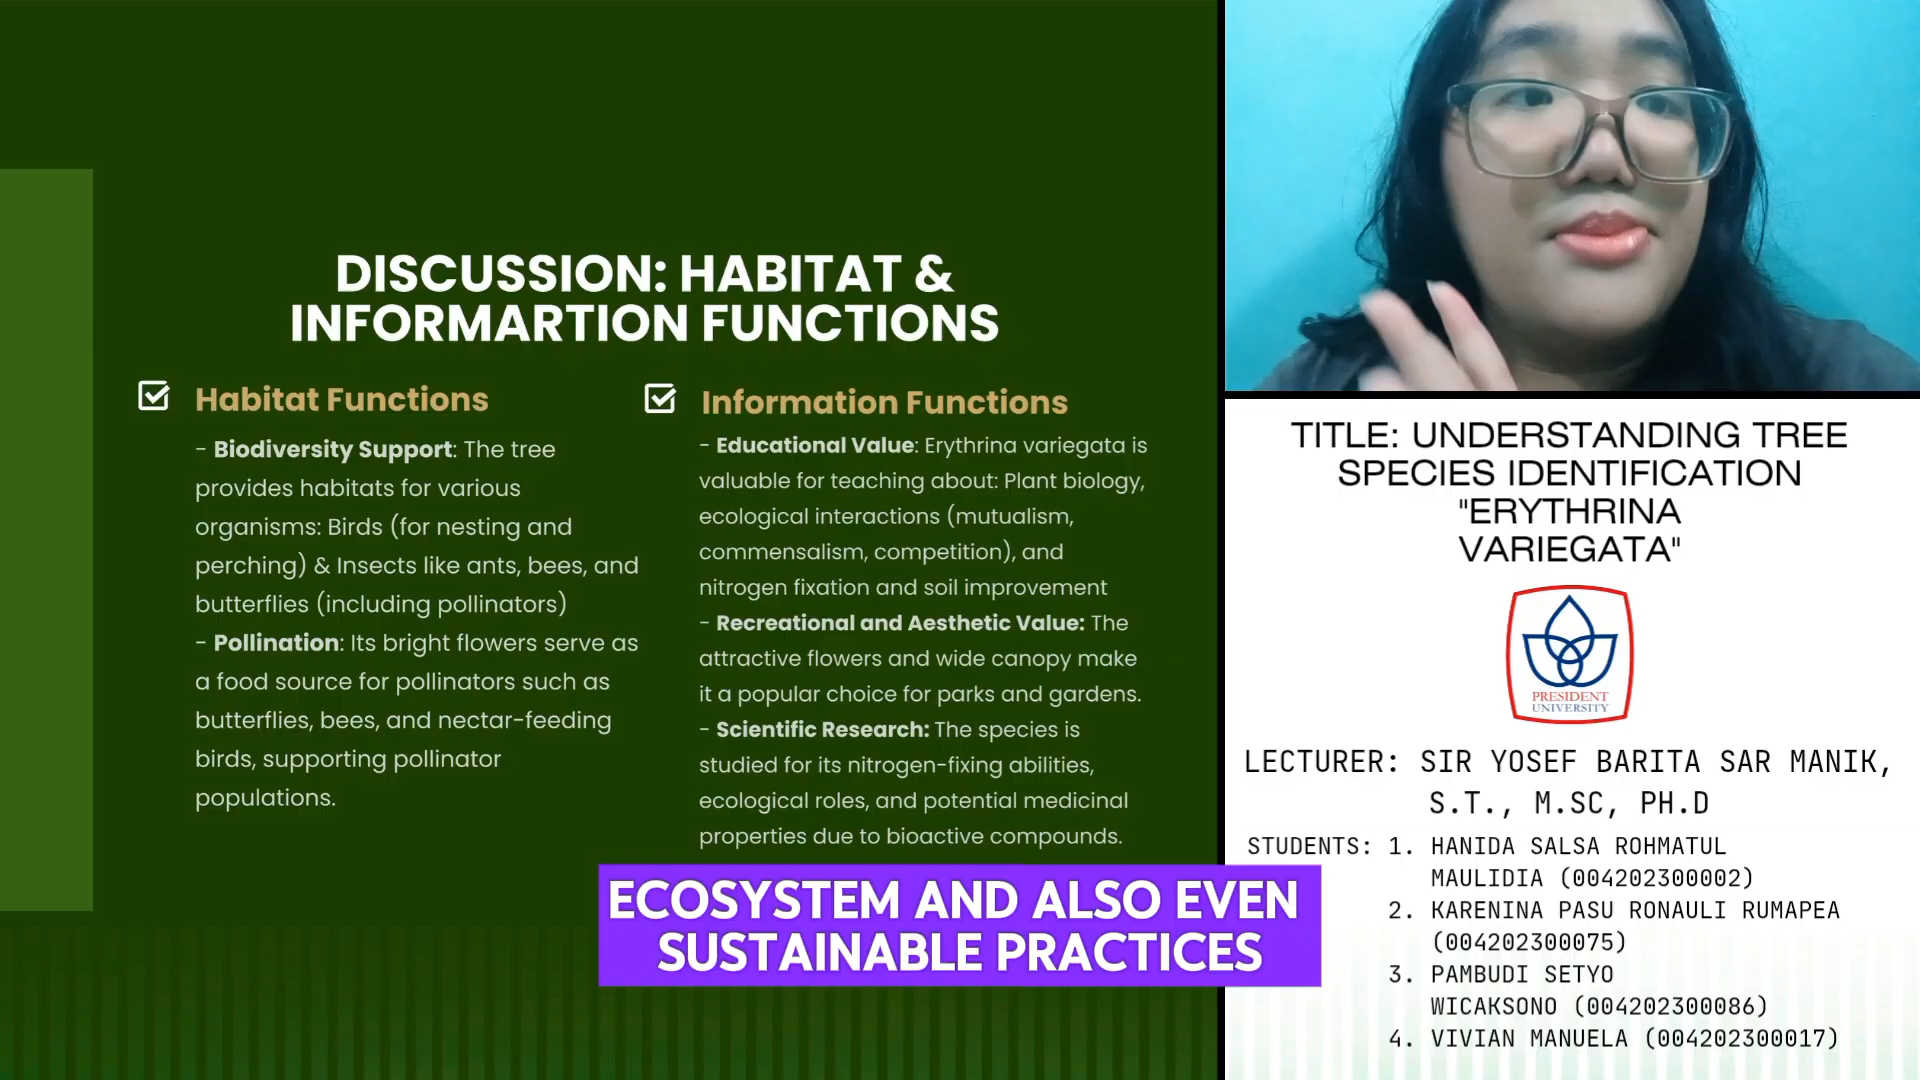 DISCUSSION: HABITAT &
INFORMARTION FUNCTIONS
Habitat Functions
- Biodiversity Support: The tree
provides habitats for various
organisms: Birds (for nesting and
perching) & Insects like ants, bees, and
butterflies (including pollinators)
- Pollination: Its bright flowers serve as
a food source for pollinators such as
butterflies, bees, and nectar-feeding
birds, supporting pollinator
populations.
Information Functions
- Educational Value: Erythrina variegata is
valuable for teaching about: Plant biology,
ecological interactions (mutualism,
commensalism, competition), and
nitrogen fixation and soil improvement
- Recreational and Aesthetic Value: The
attractive flowers and wide canopy make
it a popular choice for parks and gardens.
- Scientific Research: The species is
studied for its nitrogen-fixing abilities,
ecological roles, and potential medicinal
properties due to bioactive compounds.
ECOSYSTEM AND ALSO EVEN
SUSTAINABLE PRACTICES
TITLE: UNDERSTANDING TREE
SPECIES IDENTIFICATION
"ERYTHRINA
VARIEGATA"
PRESIDENT
UNIVERSITY
LECTURER: SIR YOSEF BARITA SAR MANIK,
S.T., M.SC, PH.D
STUDENTS: 1. HANIDA SALSA ROHMATUL
MAULIDIA (004202300002)
2. KARENINA PASU RONAULI RUMAPEA
(004202300075)
3. PAMBUDI SETYO
WICAKSONO (004202300086)
4. VIVIAN MANUELA (004202300017)